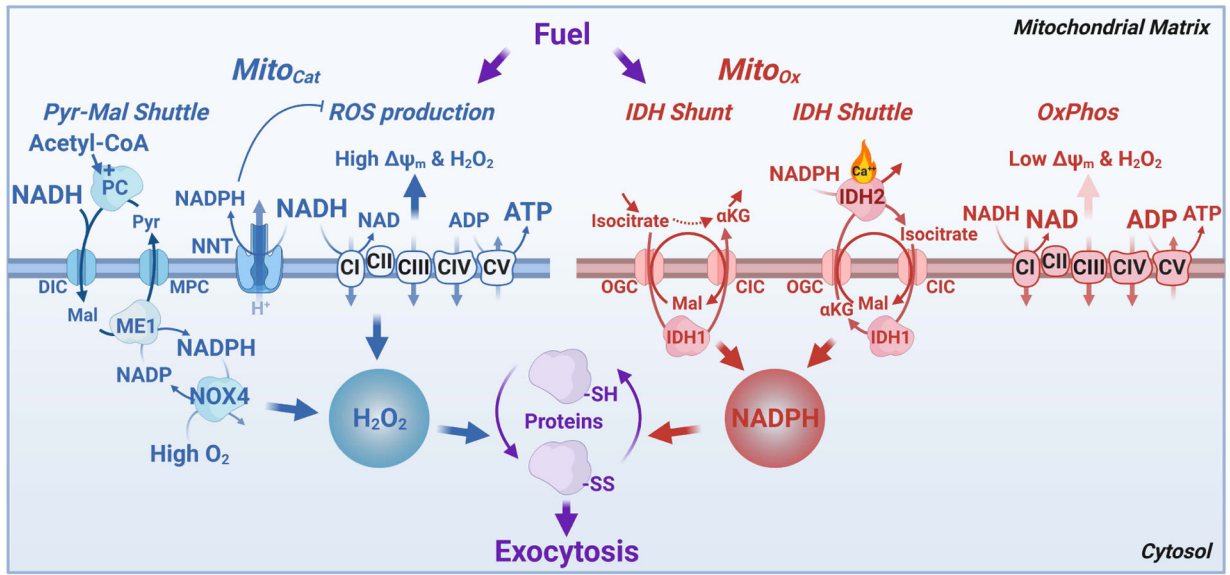 Mitochondrial Matrix
Fuel
MitoCat
MitoOx
Pyr-Mal Shuttle
ROS production
IDH Shunt
IDH Shuttle
OxPhos
Acetyl-CoA
High Δψm & H2O2
Low Δψm & H2O2
+
PC
NADH
Pyr
NADPH
NADH
NAD
ADP
ATP
NNT
Isocitrate
αKG
NADPH
Ca++
IDH2
Isocitrate
NADH
NAD
ADP
ATP
CI
CII
CIII
CIV
CV
CI
CII
CIII
CIV
CV
DIC
MPC
H+
OGC
CIC
OGC
CIC
Mal
ME1
NADPH
NADP
Mal
IDH1
αKG
Mal
IDH1
NOX4
High O2
H2O2
-SH
Proteins
-SS
NADPH
Exocytosis
Cytosol